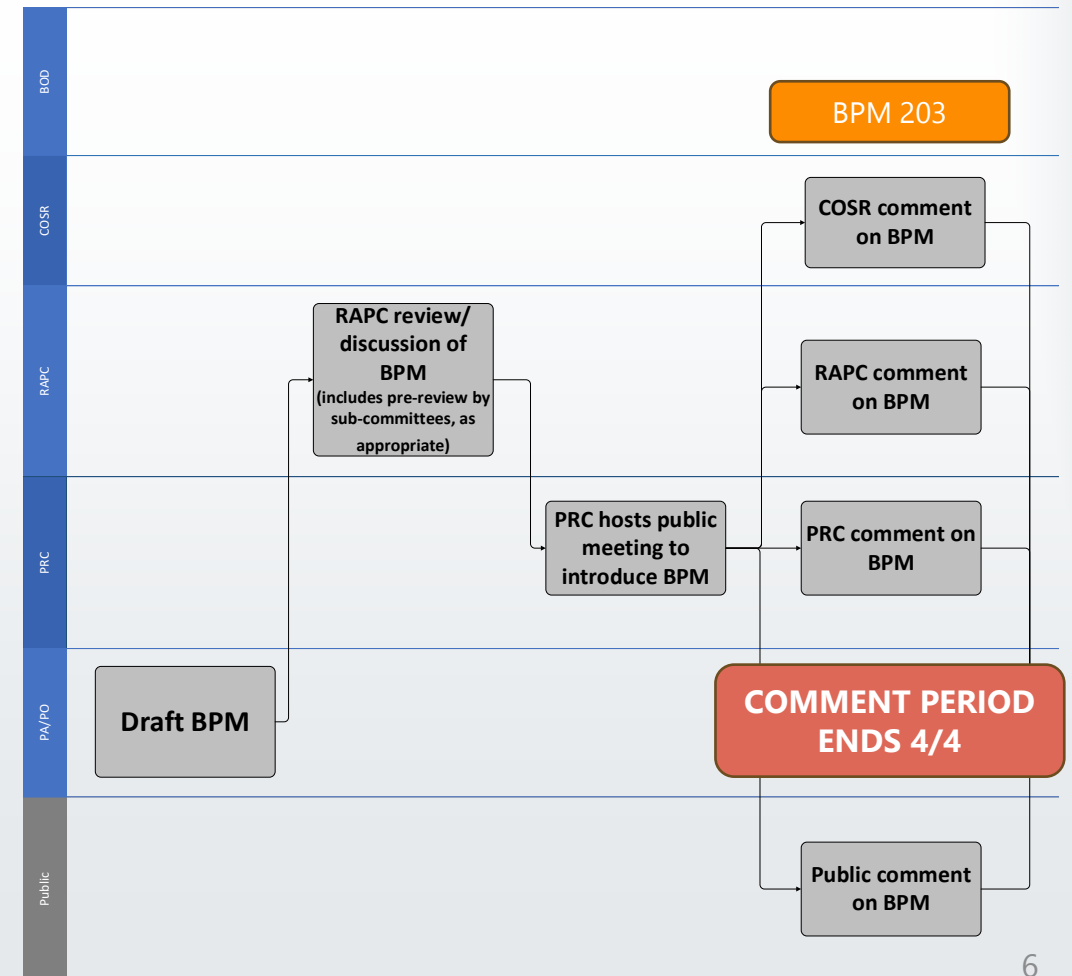 BOD
BPM 203
COSR
COSR comment
on BPM
RAPC
RAPC review/
discussion of
BPM
(includes pre-review by
sub-committees, as
appropriate)
RAPC comment
on BPM
PRC
PRC hosts public
meeting to
introduce BPM
PRC comment on
BPM
PA/PO
Draft BPM
COMMENT PERIOD
ENDS 4/4
Public
Public comment
on BPM
6